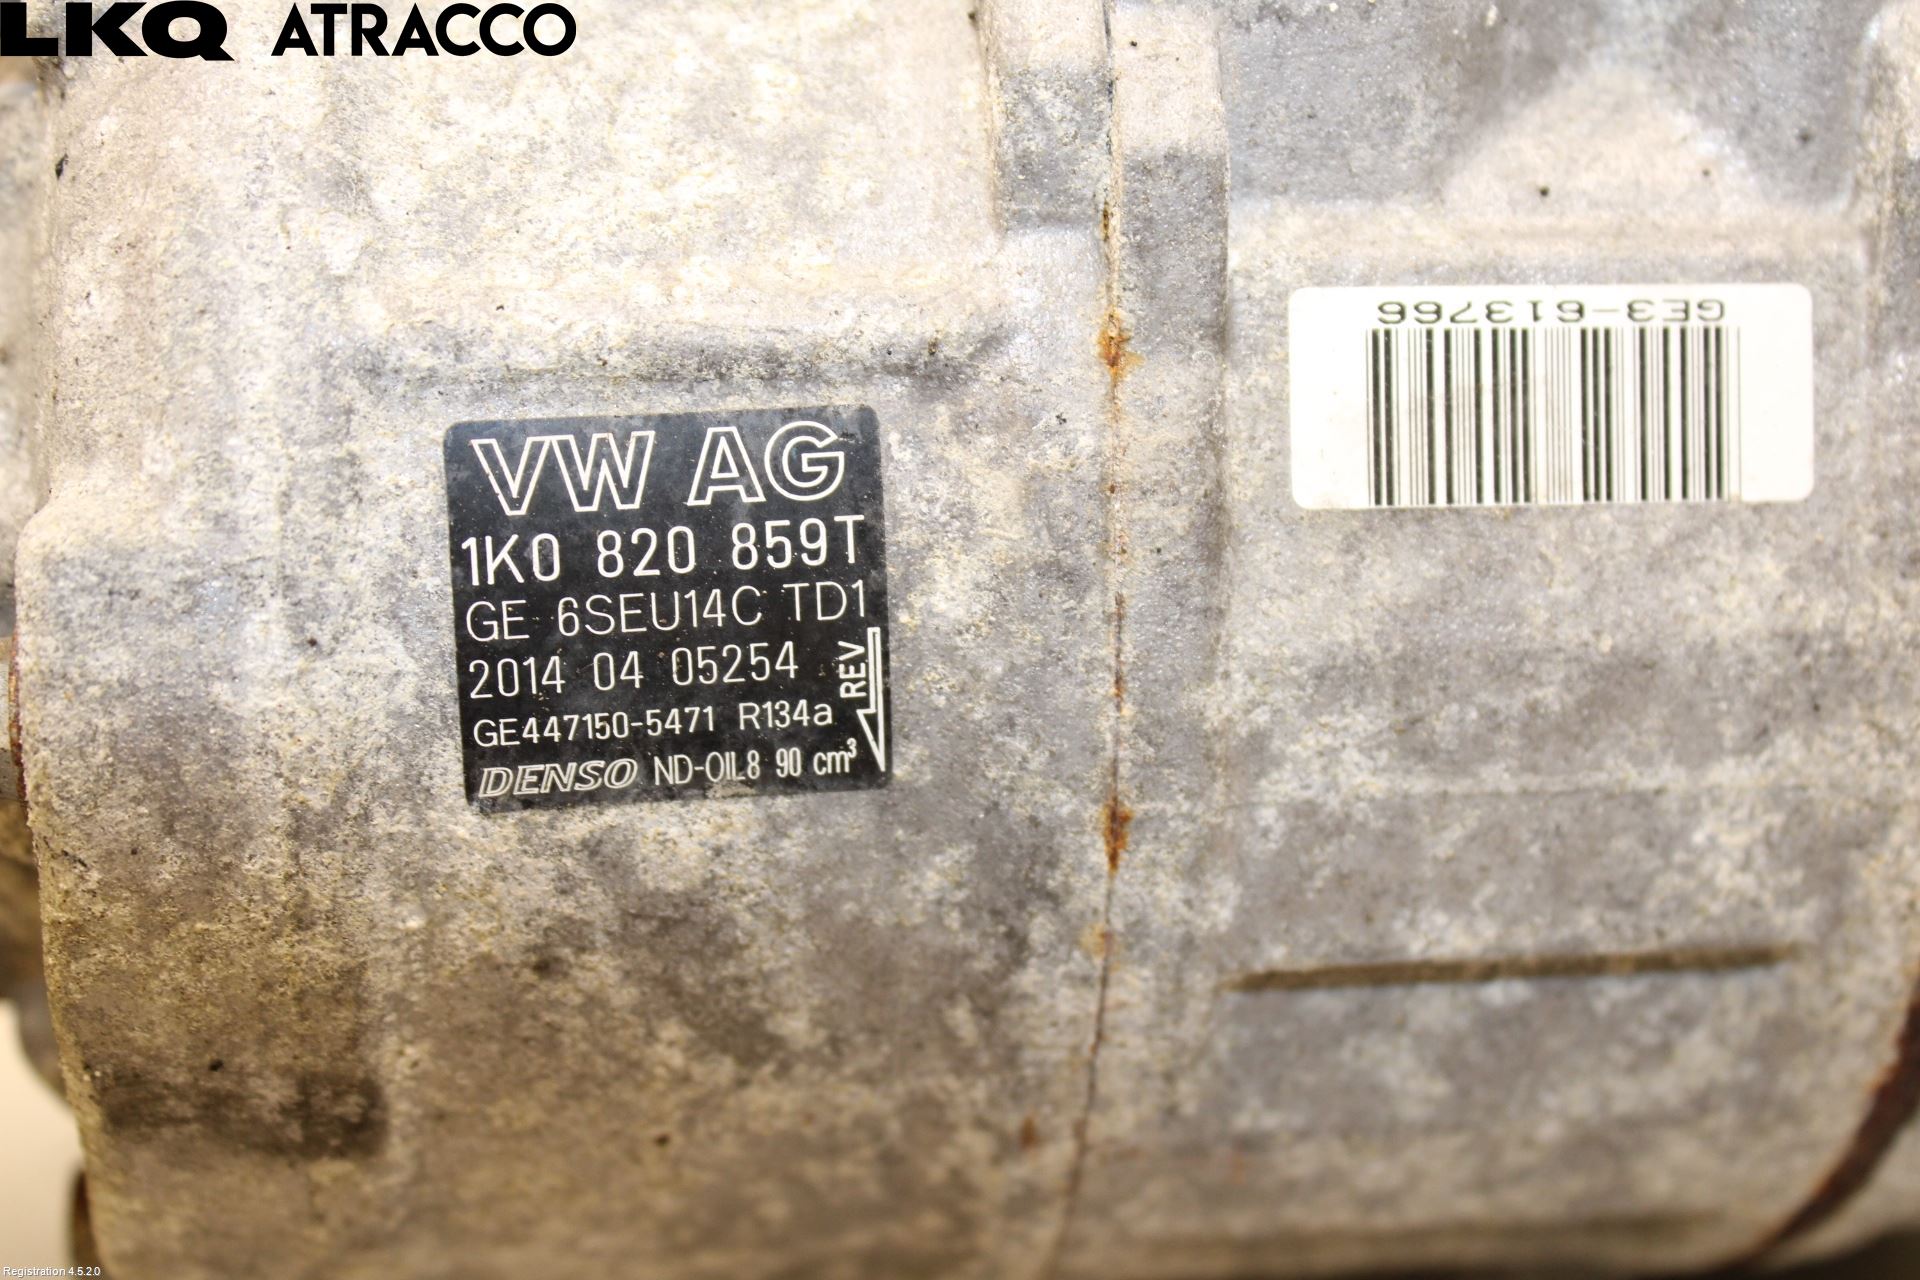 LKQ ATRACCO
VW AG
1K0 820 859T
GE 6SEU14C TD1
2014 04 05254
GE447150-5471 R134a
REV
DENSO ND-OIL8 90 cm³
GE3-613766
Registration 4.5.2.0